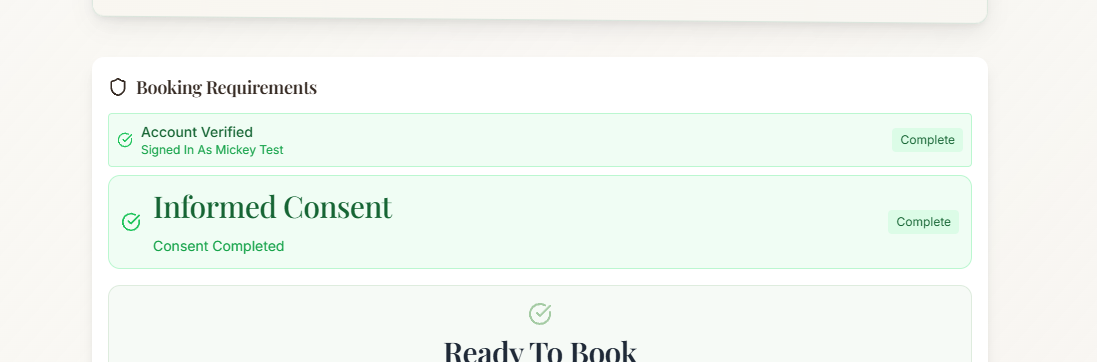 Booking Requirements
Account Verified
Signed In As Mickey Test
Complete
Informed Consent
Consent Completed
Complete
Ready To Book